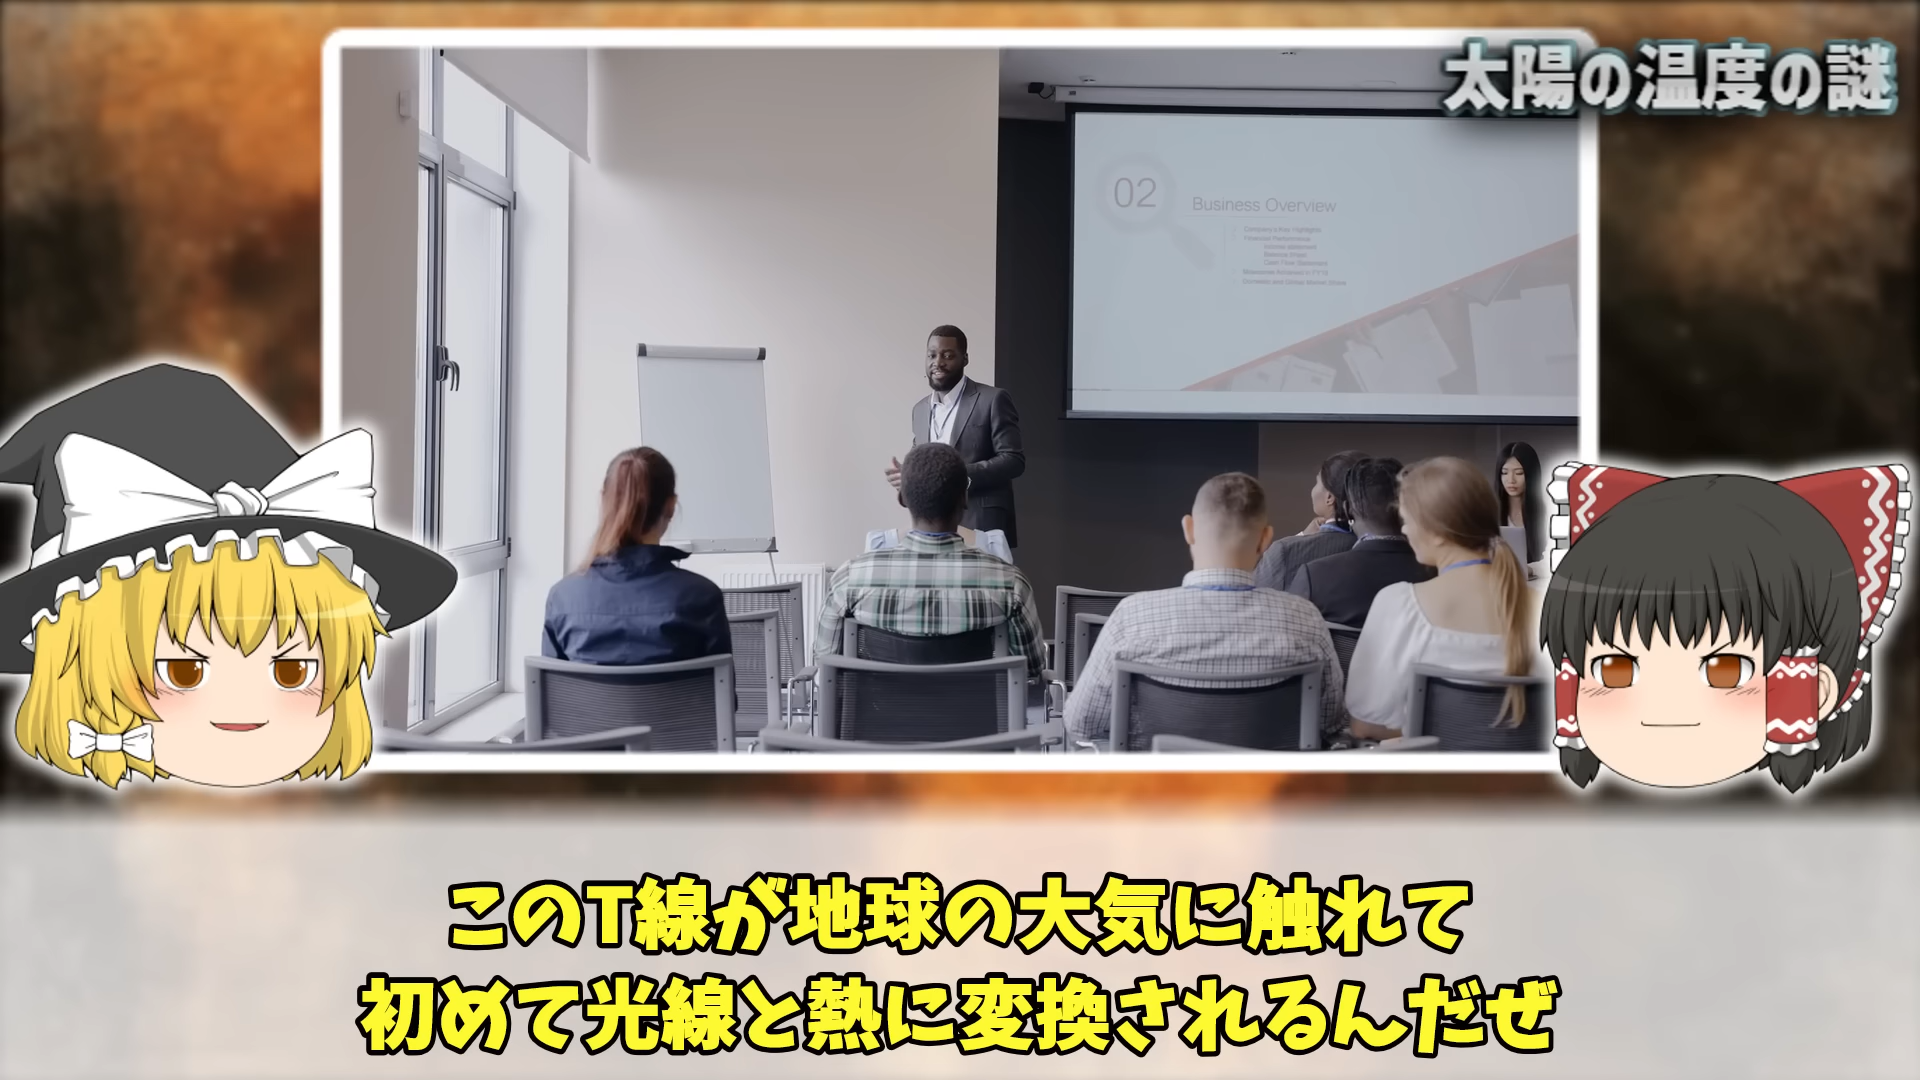 太陽の温度の謎
02
Business Overview
このT線が地球の大気に触れて
初めて光線と熱に変換されるんだぜ